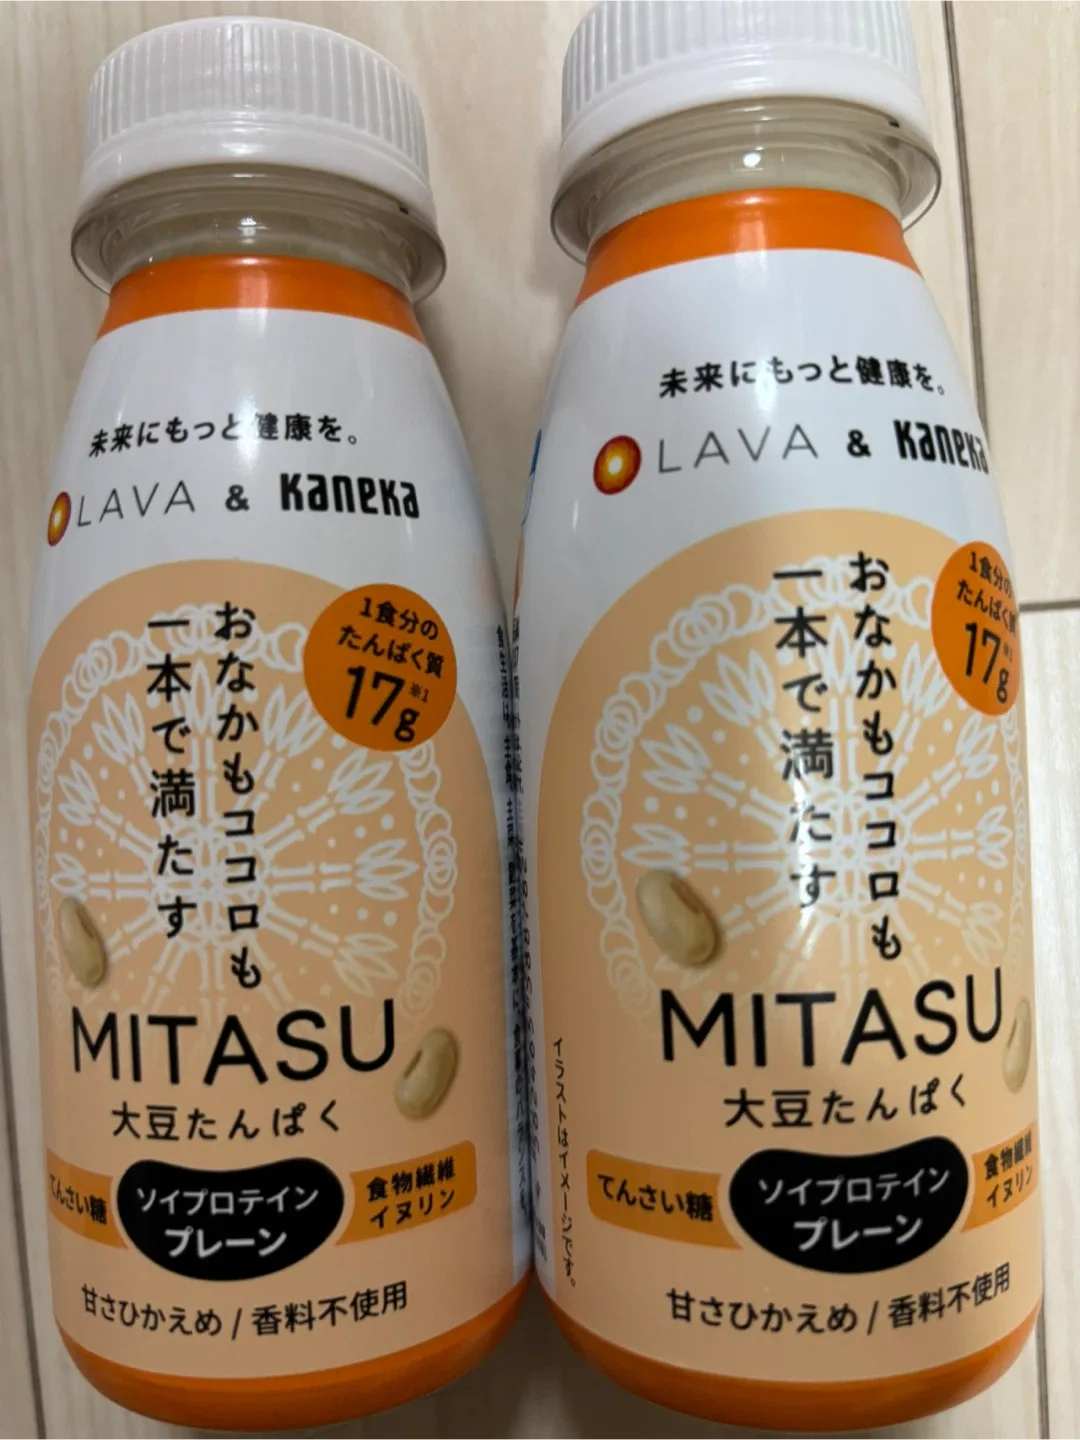 未来にもっと健康を。
LAVA & Kaneka
1食分の
たんぱく質
17g※1
おなかもココロも
一本で満たす
MITASU
大豆たんぱく
てんさい糖
ソイプロテイン
プレーン
食物繊維
イヌリン
甘さひかえめ / 香料不使用
未来にもっと健康を。
LAVA & Kaneka
1食分の
たんぱく質
17g※1
おなかもココロも
一本で満たす
MITASU
大豆たんぱく
てんさい糖
ソイプロテイン
プレーン
食物繊維
イヌリン
甘さひかえめ / 香料不使用
イラストはイメージです。